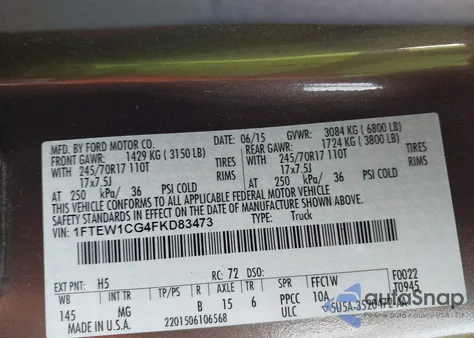 MFD. BY FORD MOTOR CO. 06/15 GVWR: 3084 KG (6800 LB)
FRONT GAWR: 1429 KG (3150 LB) REAR GAWR: 1724 KG (3800 LB)
WITH 245/70R17 110T TIRES WITH 245/70R17 110T TIRES
17x7.5J RIMS 17x7.5J RIMS
AT 250 kPa/ 36 PSI COLD AT 250 kPa/ 36 PSI COLD
THIS VEHICLE CONFORMS TO ALL APPLICABLE FEDERAL MOTOR VEHICLE
SAFETY STANDARDS IN EFFECT ON THE DATE OF MANUFACTURE SHOWN ABOVE.
VIN: 1FTEW1CG4FKD83473 TYPE: Truck
EXT PNT: H5 RC: 72 DSO: F0022
WB INT TR B SPR FFC1W T0945
145 MG 15 6 PPCC 10A
MADE IN U.S.A. 2201506106568 ULC 5U5A-3520472-AA
autoSnap